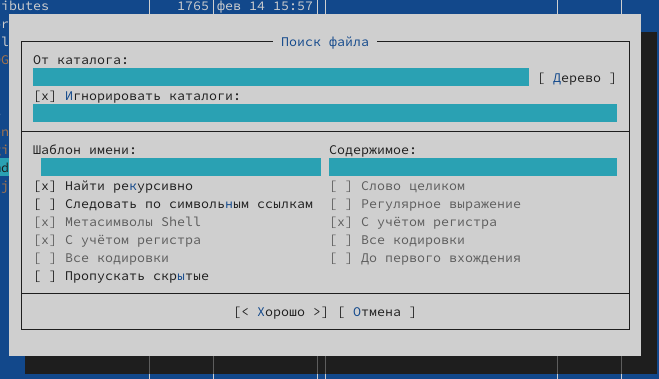 ibutes 1765 фев 14 15:57
Поиск файла
От каталога:
[ Дерево ]
[x] Игнорировать каталоги:
Шаблон имени: Содержимое:
[x] Найти рекурсивно [ ] Слово целиком
[ ] Следовать по символьным ссылкам [ ] Регулярное выражение
[x] Метасимволы Shell [x] С учётом регистра
[x] С учётом регистра [ ] Все кодировки
[ ] Все кодировки [ ] До первого вхождения
[ ] Пропускать скрытые
[< Хорошо >] [ Отмена ]